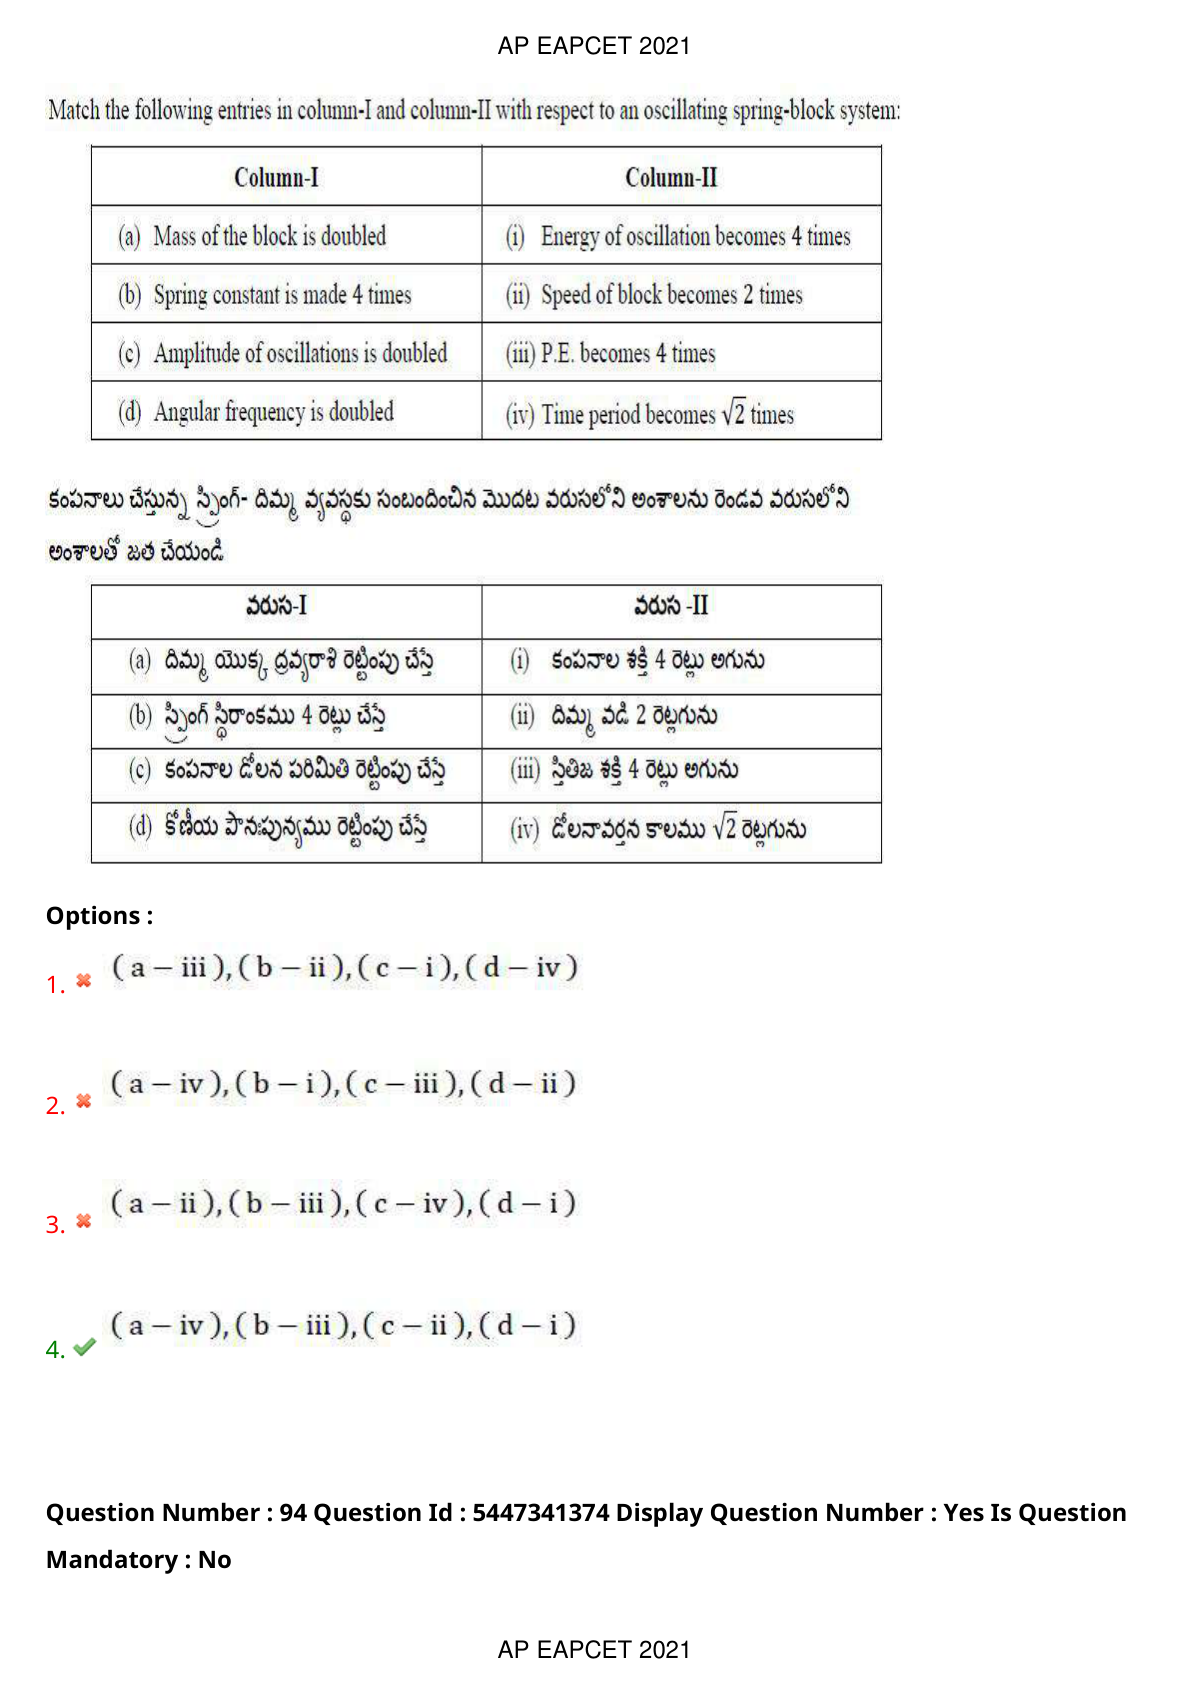 AP EAPCET 2021
Match the following entries in column-I and column-II with respect to an oscillating spring-block system:
Column-I Column-II
(a) Mass of the block is doubled (i) Energy of oscillation becomes 4 times
(b) Spring constant is made 4 times (ii) Speed of block becomes 2 times
(c) Amplitude of oscillations is doubled (iii) P.E. becomes 4 times
(d) Angular frequency is doubled (iv) Time period becomes √2 times
కంపనాలు చేస్తున్న స్ప్రింగ్- దిమ్మ వ్యవస్థకు సంబందించిన మొదట వరుసలోని అంశాలను రెండవ వరుసలోని
అంశాలతో జత చేయండి
వరుస-I వరుస -II
(a) దిమ్మ యొక్క ద్రవ్యరాశి రెట్టింపు చేస్తే (i) కంపనాల శక్తి 4 రెట్లు అగును
(b) స్ప్రింగ్ స్థిరాంకము 4 రెట్లు చేస్తే (ii) దిమ్మ వడి 2 రెట్లగును
(c) కంపనాల డోలన పరిమితి రెట్టింపు చేస్తే (iii) స్తితిజ శక్తి 4 రెట్లు అగును
(d) కోణీయ పౌనఃపున్యము రెట్టింపు చేస్తే (iv) డోలనావర్తన కాలము √2 రెట్లగును
Options :
1. ( a – iii ), ( b – ii ), ( c – i ), ( d – iv )
2. ( a – iv ), ( b – i ), ( c – iii ), ( d – ii )
3. ( a – ii ), ( b – iii ), ( c – iv ), ( d – i )
4. ( a – iv ), ( b – iii ), ( c – ii ), ( d – i )
Question Number : 94 Question Id : 5447341374 Display Question Number : Yes Is Question
Mandatory : No
AP EAPCET 2021